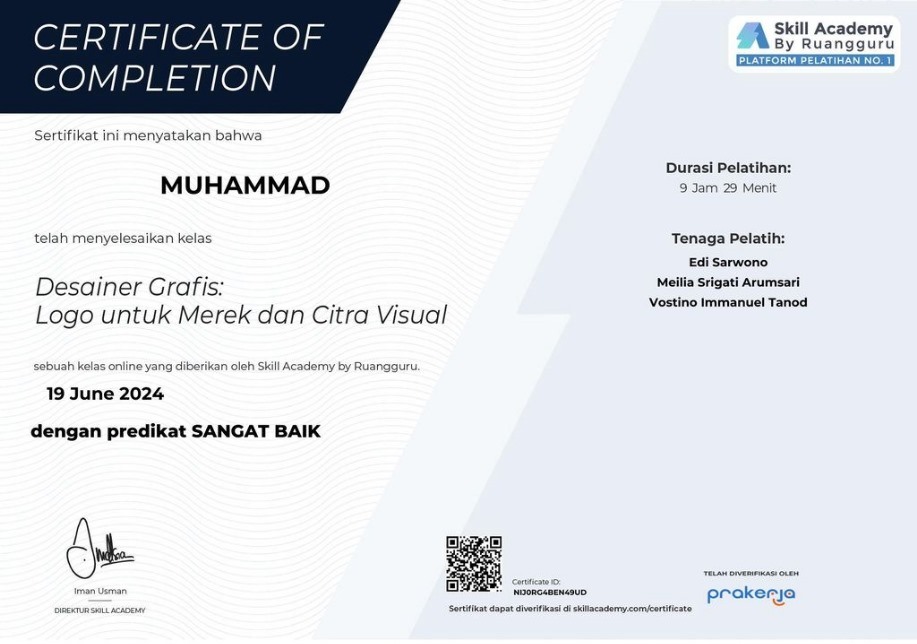 CERTIFICATE OF
COMPLETION
Skill Academy
By Ruangguru
PLATFORM PELATIHAN NO. 1
Sertifikat ini menyatakan bahwa
MUHAMMAD
telah menyelesaikan kelas
Desainer Grafis:
Logo untuk Merek dan Citra Visual
sebuah kelas online yang diberikan oleh Skill Academy by Ruangguru.
19 June 2024
dengan predikat SANGAT BAIK
Durasi Pelatihan:
9 Jam 29 Menit
Tenaga Pelatih:
Edi Sarwono
Meilia Srigati Arumsari
Vostino Immanuel Tanod
Iman Usman
DIREKTUR SKILL ACADEMY
Certificate ID:
NIJ0RG4BEN49UD
Sertifikat dapat diverifikasi di skillacademy.com/certificate
TELAH DIVERIFIKASI OLEH
prakerja